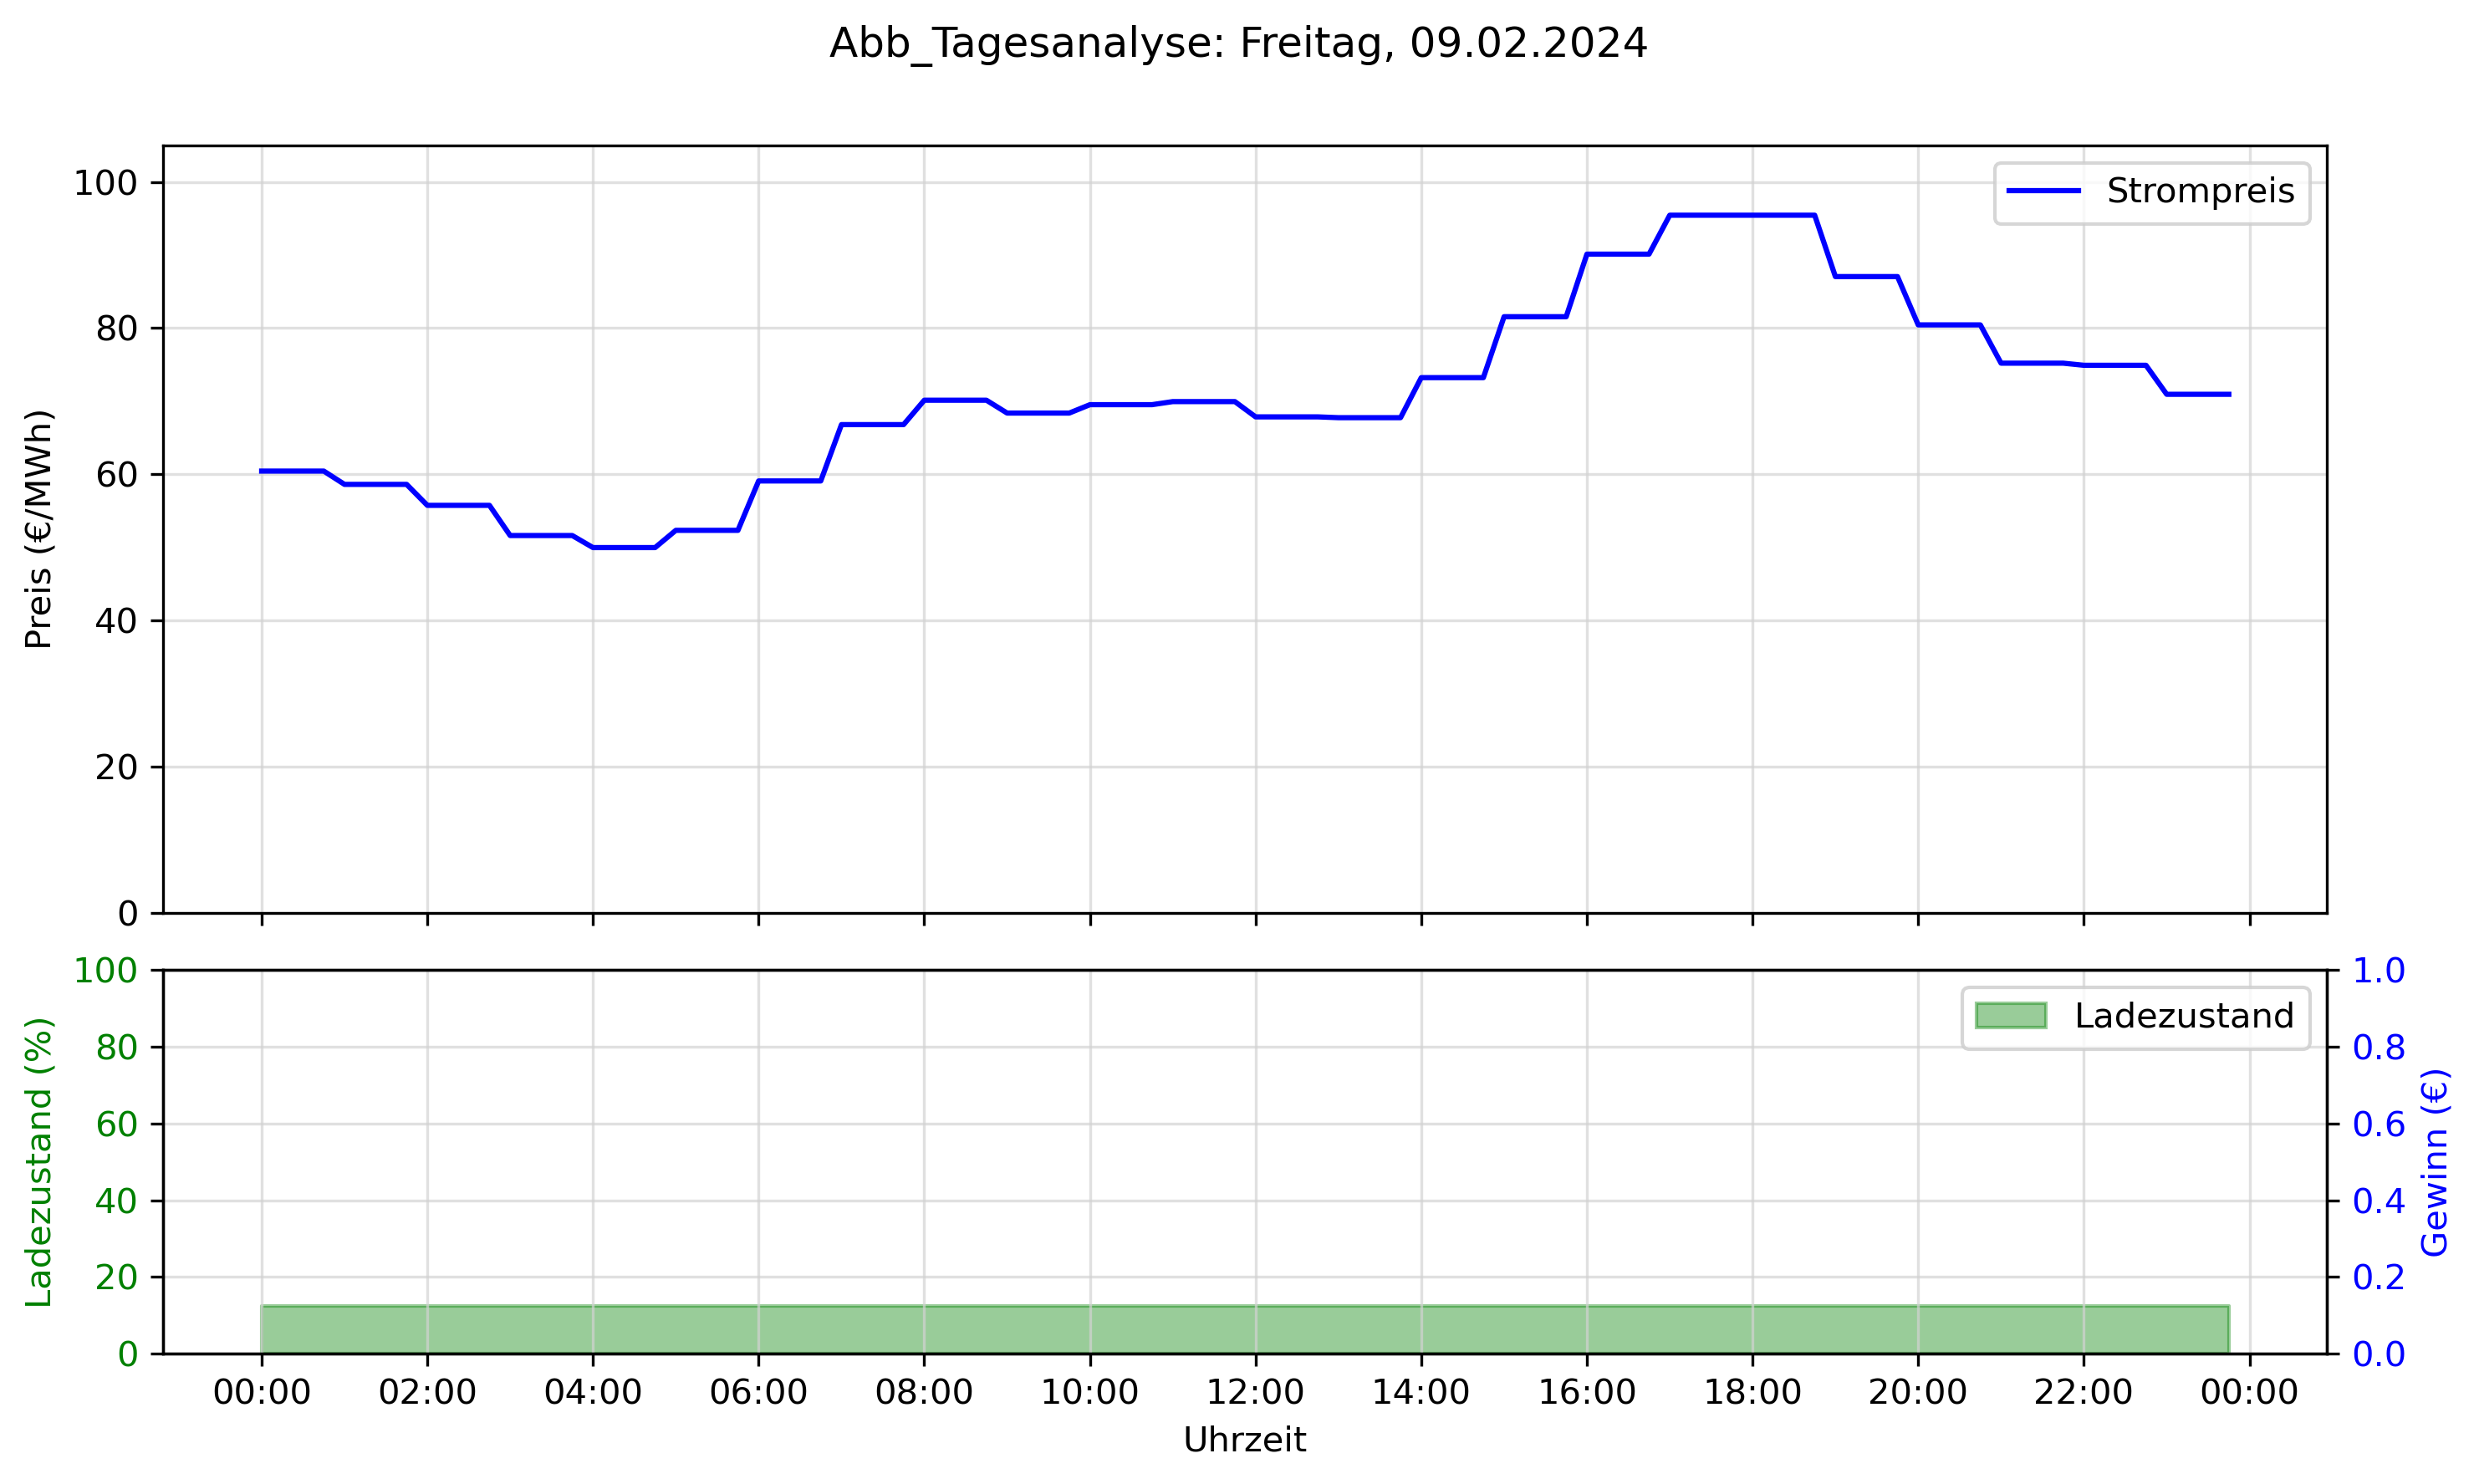 Abb_Tagesanalyse: Freitag, 09.02.2024
Preis (€/MWh)
100
80
60
40
20
0
Strompreis
Ladezustand (%)
100
80
60
40
20
0
Ladezustand
1.0
0.8
0.6
0.4
0.2
0.0
Gewinn (€)
00:00 02:00 04:00 06:00 08:00 10:00 12:00 14:00 16:00 18:00 20:00 22:00 00:00
Uhrzeit